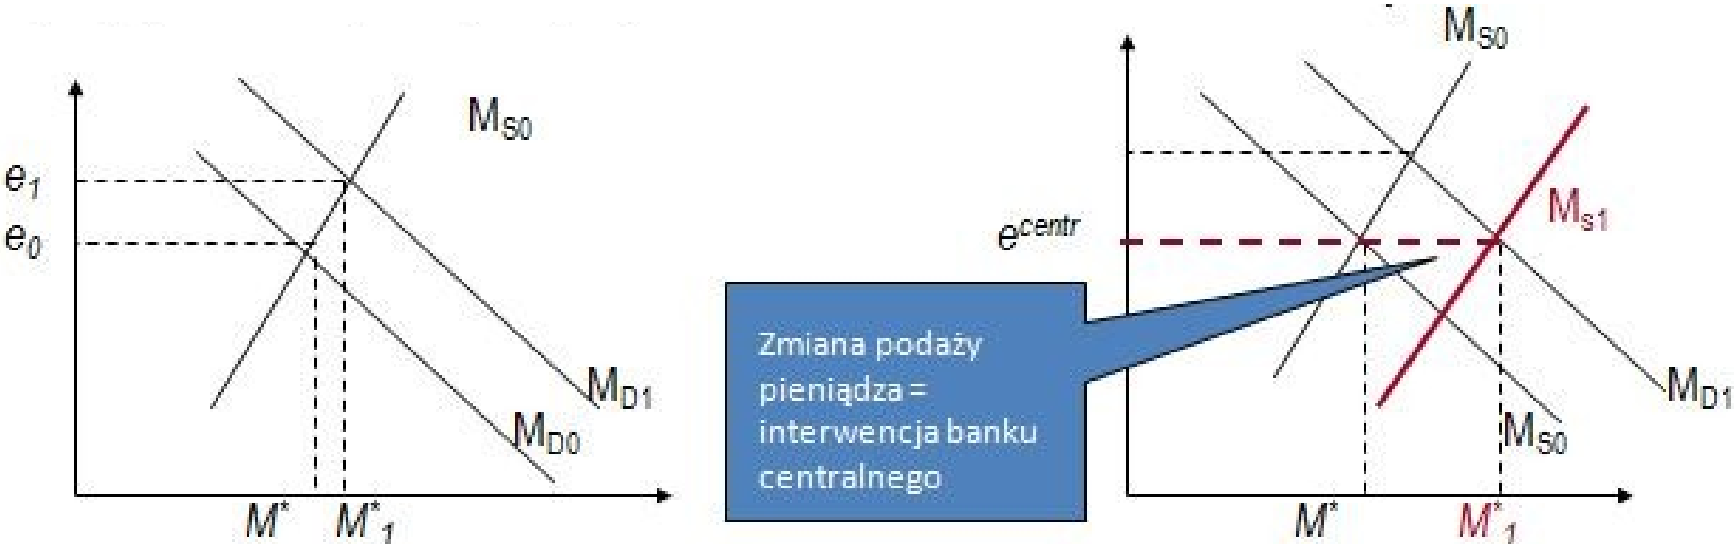 M_S0
e_1
e_0
M_D1
M_D0
M*
M*_1
M_S0
e^centr
M_s1
Zmiana podaży
pieniądza =
interwencja banku
centralnego
M_D1
M_S0
M*
M*_1